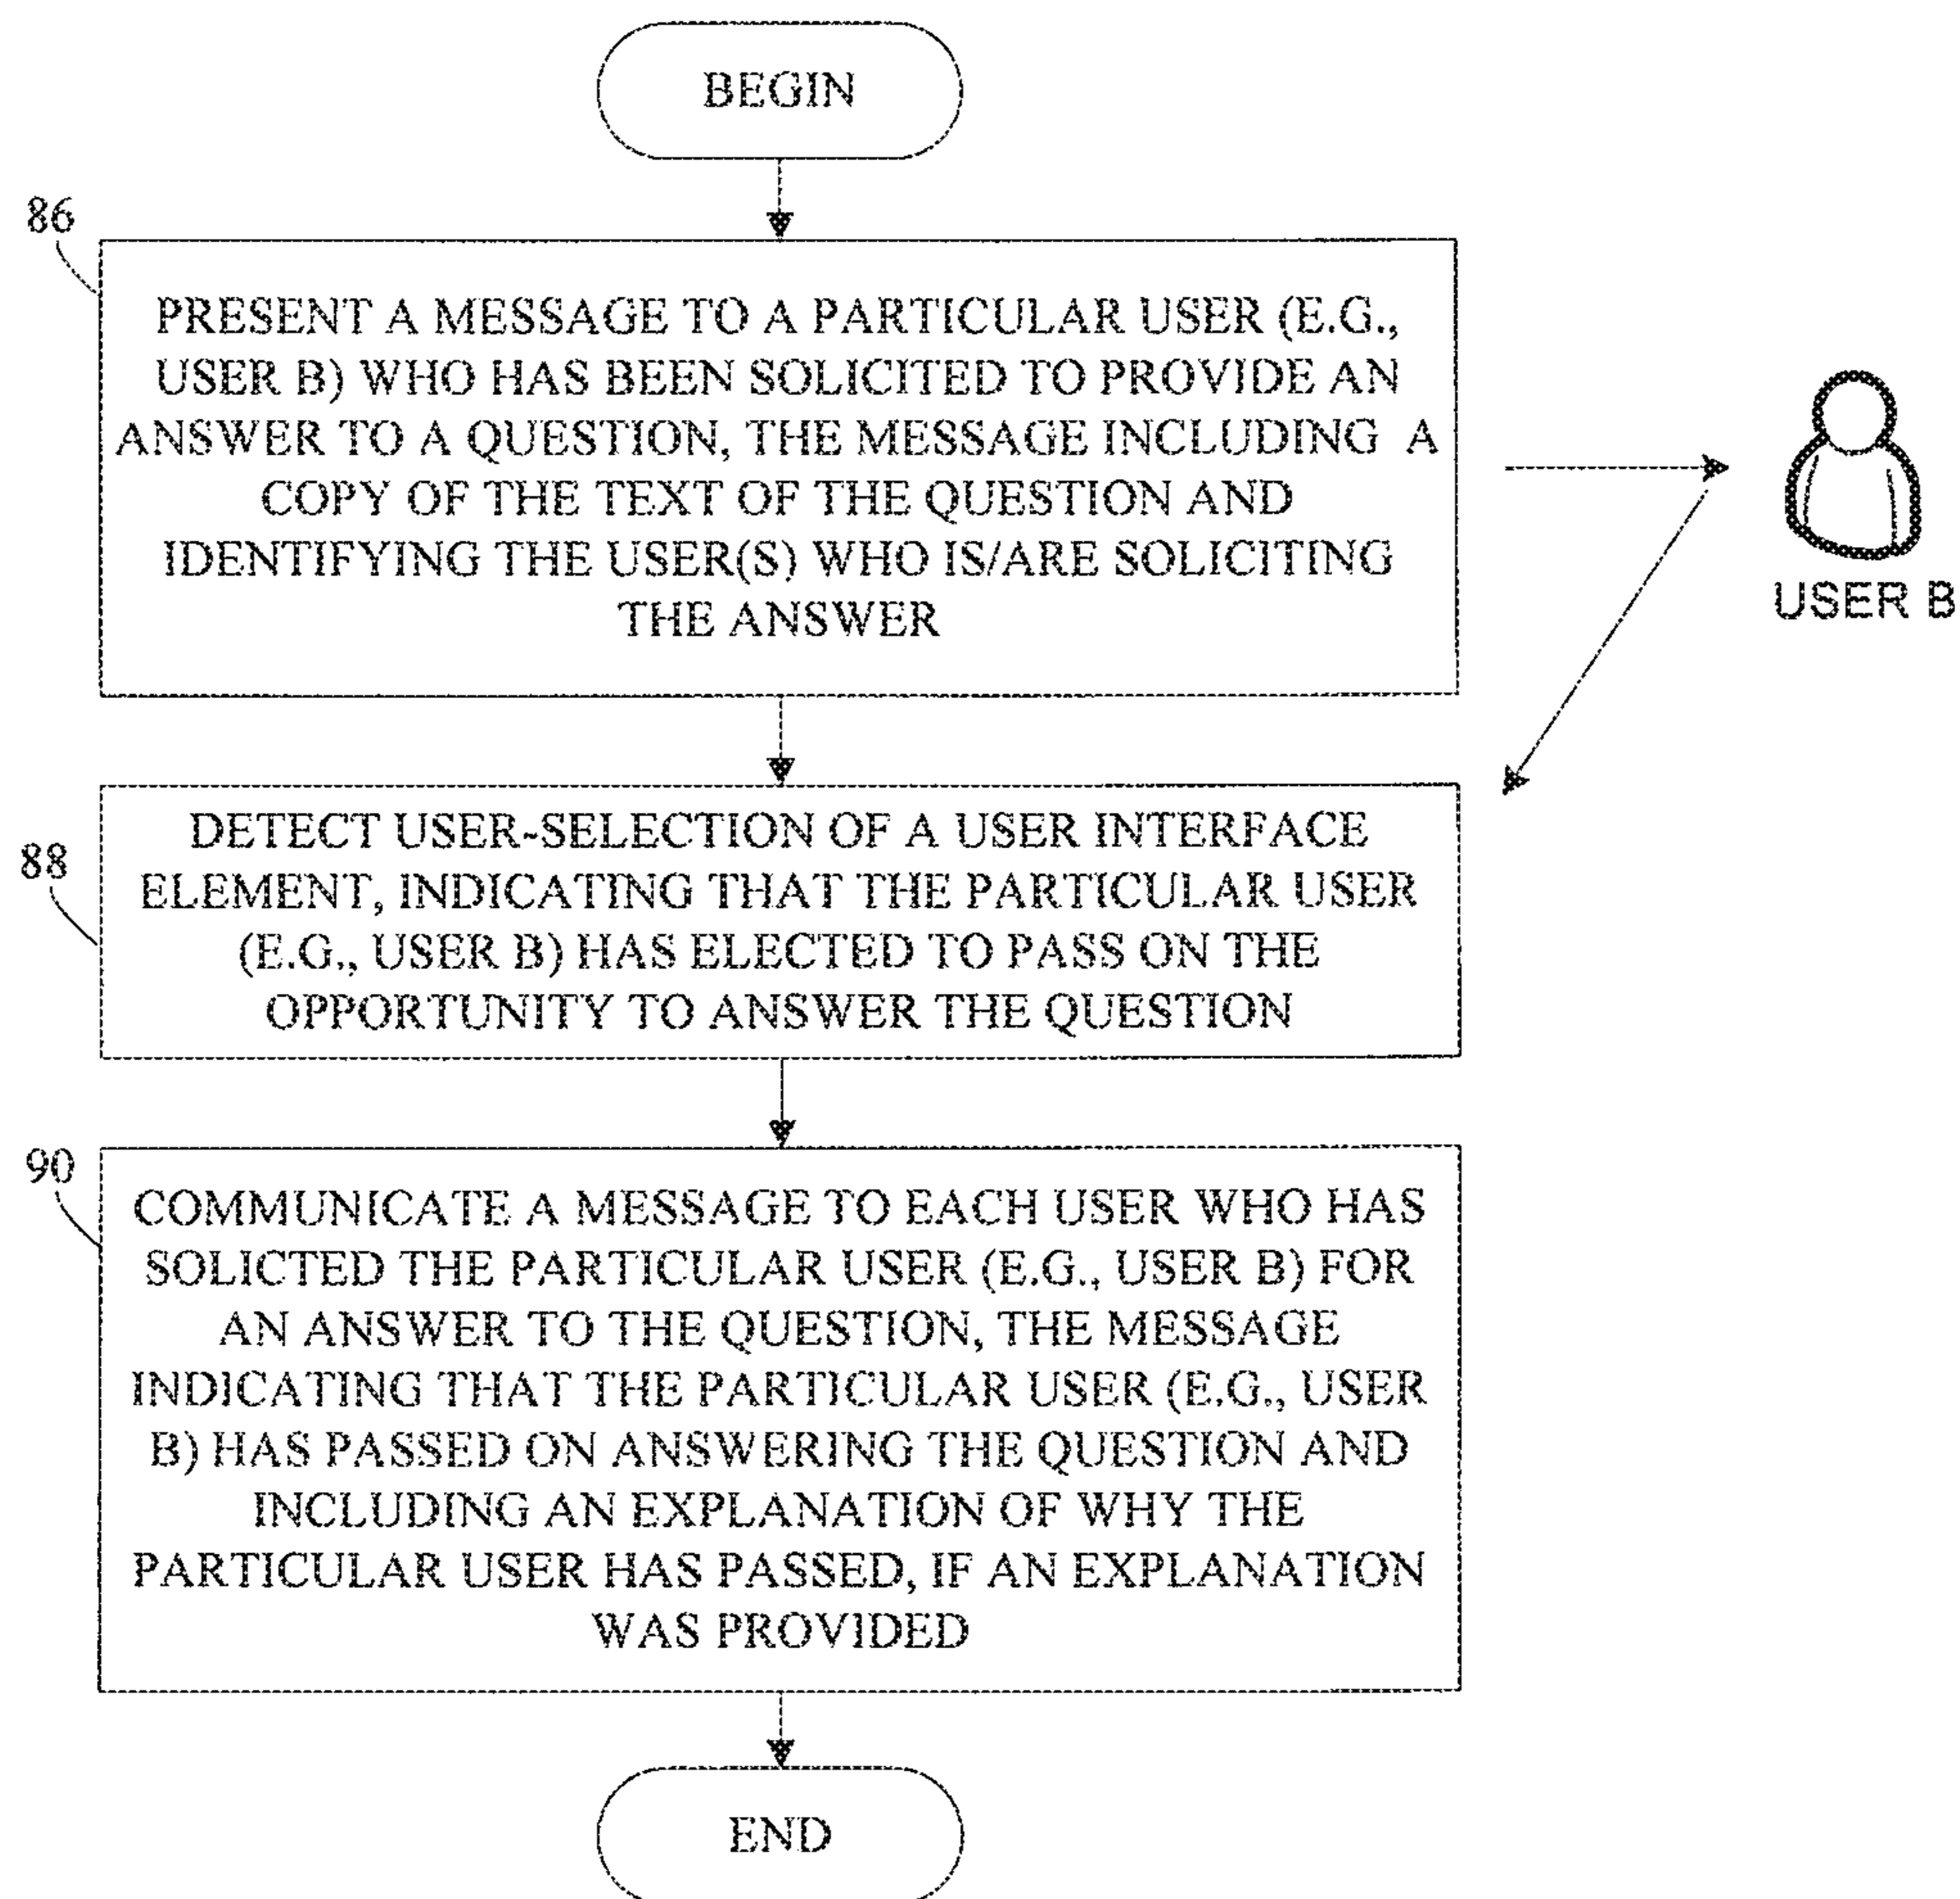 BEGIN
86
PRESENT A MESSAGE TO A PARTICULAR USER (E.G.,
USER B) WHO HAS BEEN SOLICITED TO PROVIDE AN
ANSWER TO A QUESTION, THE MESSAGE INCLUDING A
COPY OF THE TEXT OF THE QUESTION AND
IDENTIFYING THE USER(S) WHO IS/ARE SOLICITING
THE ANSWER
USER B
88
DETECT USER-SELECTION OF A USER INTERFACE
ELEMENT, INDICATING THAT THE PARTICULAR USER
(E.G., USER B) HAS ELECTED TO PASS ON THE
OPPORTUNITY TO ANSWER THE QUESTION
90
COMMUNICATE A MESSAGE TO EACH USER WHO HAS
SOLICTED THE PARTICULAR USER (E.G., USER B) FOR
AN ANSWER TO THE QUESTION, THE MESSAGE
INDICATING THAT THE PARTICULAR USER (E.G., USER
B) HAS PASSED ON ANSWERING THE QUESTION AND
INCLUDING AN EXPLANATION OF WHY THE
PARTICULAR USER HAS PASSED, IF AN EXPLANATION
WAS PROVIDED
END